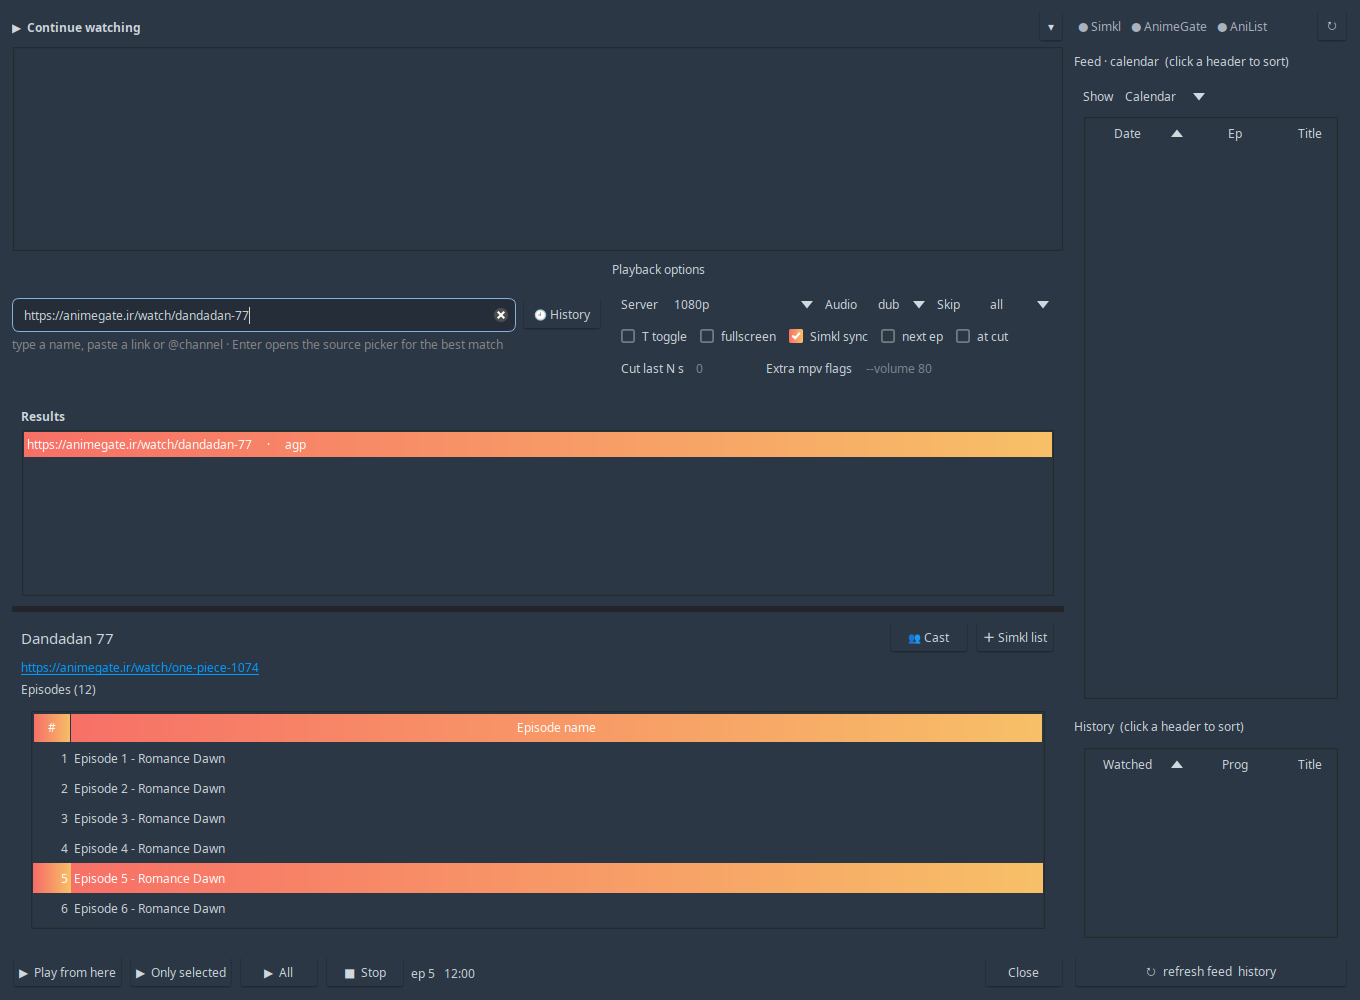 ▶ Continue watching
▼
● Simkl ● AnimeGate ● AniList ↻
Feed · calendar (click a header to sort)
Show Calendar
Date Ep Title
Playback options
https://animegate.ir/watch/dandadan-77
History
type a name, paste a link or @channel · Enter opens the source picker for the best match
Server 1080p Audio dub Skip all
T toggle fullscreen Simkl sync next ep at cut
Cut last N s 0 Extra mpv flags --volume 80
Results
https://animegate.ir/watch/dandadan-77 · agp
Dandadan 77
Cast + Simkl list
https://animegate.ir/watch/one-piece-1074
Episodes (12)
# Episode name
1 Episode 1 - Romance Dawn
2 Episode 2 - Romance Dawn
3 Episode 3 - Romance Dawn
4 Episode 4 - Romance Dawn
5 Episode 5 - Romance Dawn
6 Episode 6 - Romance Dawn
History (click a header to sort)
Watched Prog Title
▶ Play from here ▶ Only selected ▶ All ■ Stop ep 5 12:00 Close
↻ refresh feed history